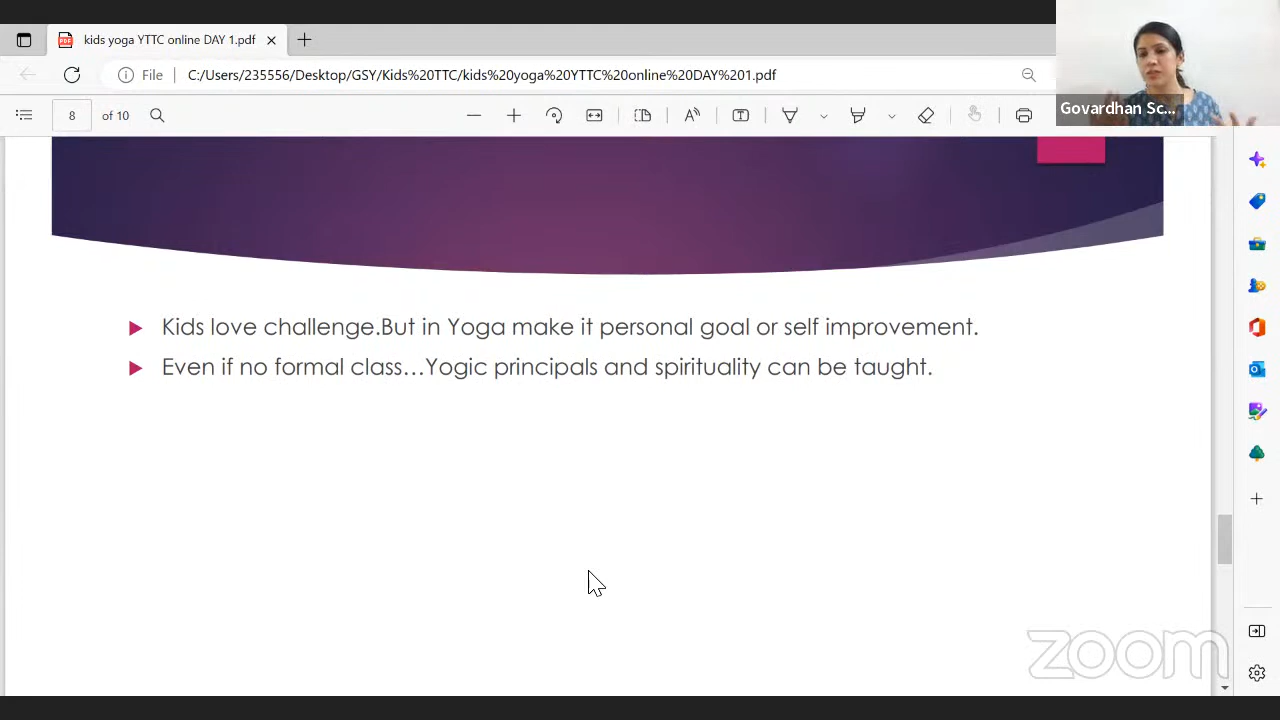 kids yoga YTTC online DAY 1.pdf
File
C:/Users/235556/Desktop/GSY/Kids%20TTC/kids%20yoga%20YTTC%20online%20DAY%201.pdf
8 of 10
Govardhan Sc...
Kids love challenge.But in Yoga make it personal goal or self improvement.
Even if no formal class...Yogic principals and spirituality can be taught.
zoom